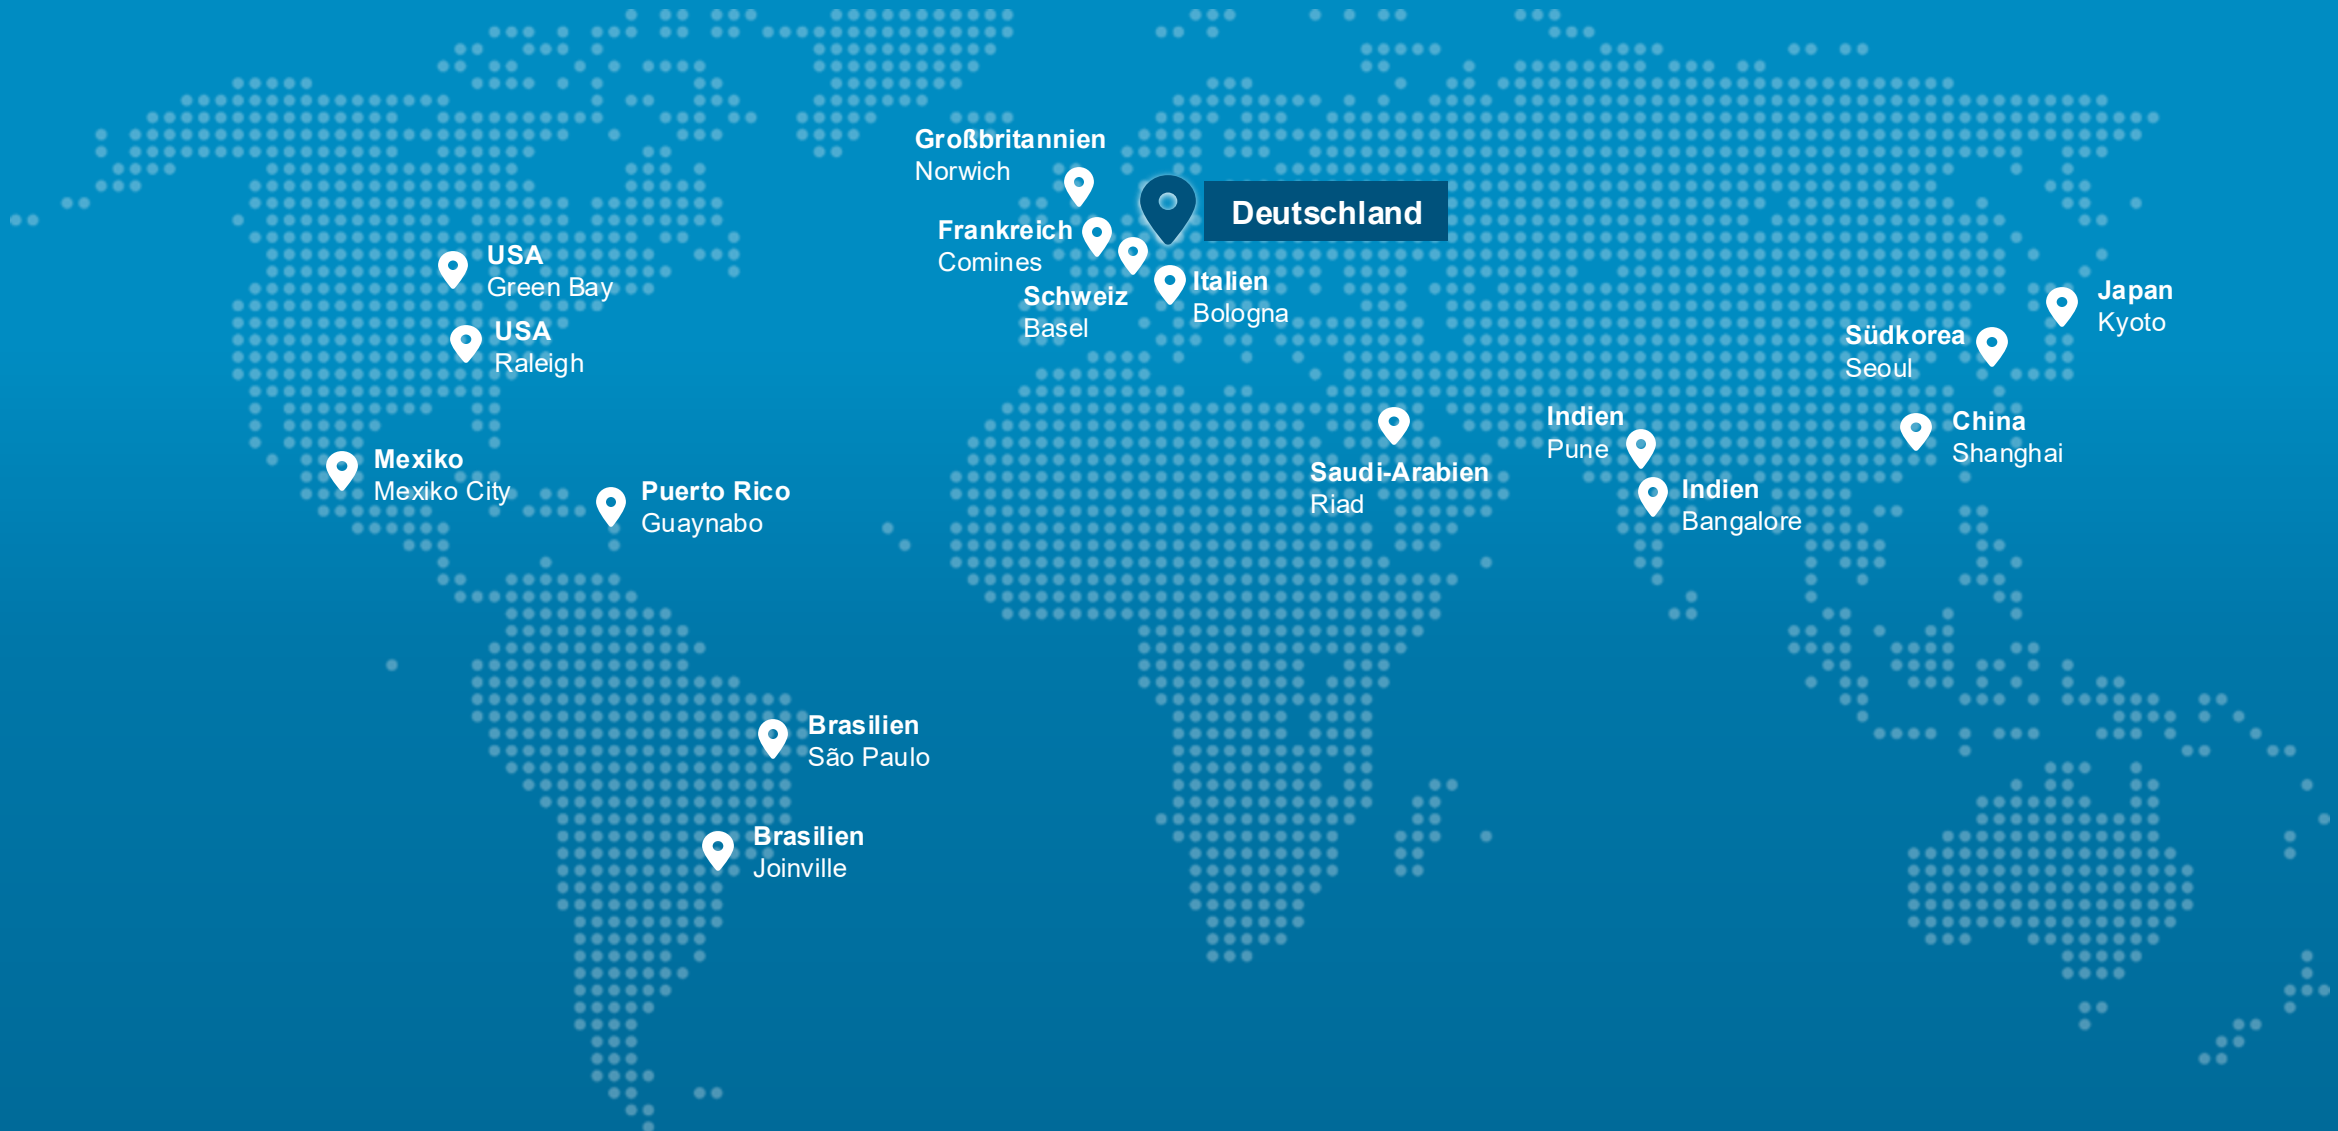 Großbritannien
Norwich
Deutschland
Frankreich
Comines
USA
Green Bay
Italien
Bologna
Schweiz
Basel
Japan
Kyoto
USA
Raleigh
Südkorea
Seoul
Indien
Pune
China
Shanghai
Mexiko
Mexiko City
Saudi-Arabien
Riad
Puerto Rico
Guaynabo
Indien
Bangalore
Brasilien
São Paulo
Brasilien
Joinville